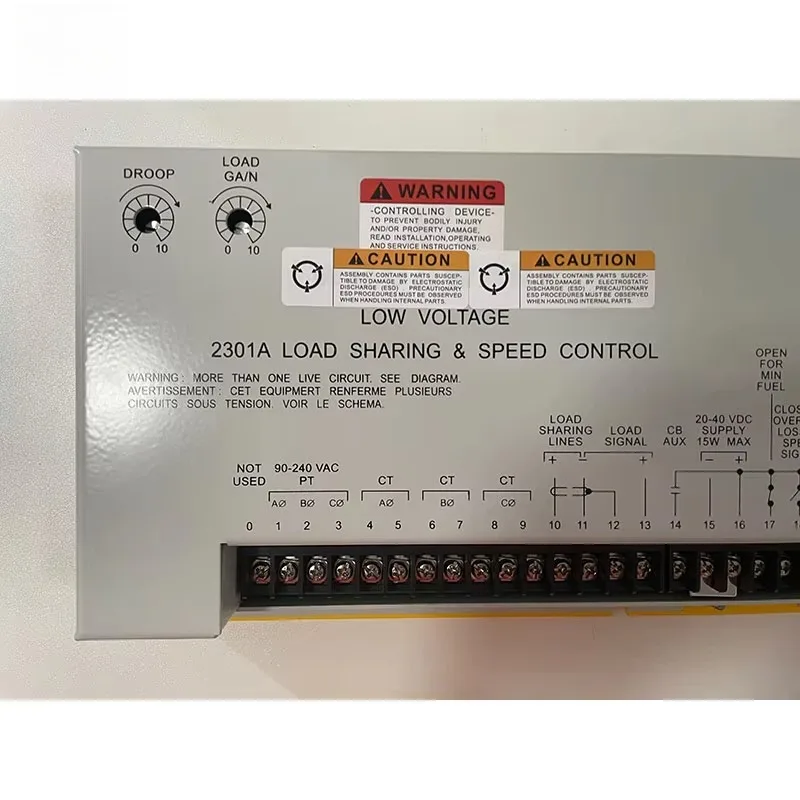 DROOP
0 10
LOAD
GA/N
0 10
WARNING
-CONTROLLING DEVICE-
TO PREVENT BODILY INJURY
AND/OR PROPERTY DAMAGE,
READ INSTALLATION,OPERATING
AND SERVICE INSTRUCTIONS.
CAUTION
ASSEMBLY CONTAINS PARTS SUSCEP-
TIBLE TO DAMAGE BY ELECTROSTATIC
DISCHARGE (ESD) PRECAUTIONARY
ESD PROCEDURES MUST BE OBSERVED
WHEN HANDLING INTERNAL PARTS.
CAUTION
ASSEMBLY CONTAINS PARTS SUSCEP-
TIBLE TO DAMAGE BY ELECTROSTATIC
DISCHARGE (ESD) PRECAUTIONARY
ESD PROCEDURES MUST BE OBSERVED
WHEN HANDLING INTERNAL PARTS.
LOW VOLTAGE
2301A LOAD SHARING & SPEED CONTROL
WARNING: MORE THAN ONE LIVE CIRCUIT. SEE DIAGRAM.
AVERTISSEMENT: CET EQUIPMERT RENFERME PLUSIEURS
CIRCUITS SOUS TENSION. VOIR LE SCHEMA.
NOT
USED
90-240 VAC
PT
AØ BØ CØ
CT
AØ
CT
BØ
CT
CØ
LOAD
SHARING
LINES
+ −
LOAD
SIGNAL
+
CB
AUX
20-40 VDC
SUPPLY
15W MAX
− +
OPEN
FOR
MIN
FUEL
0 1 2 3 4 5 6 7 8 9 10 11 12 13 14 15 16 17